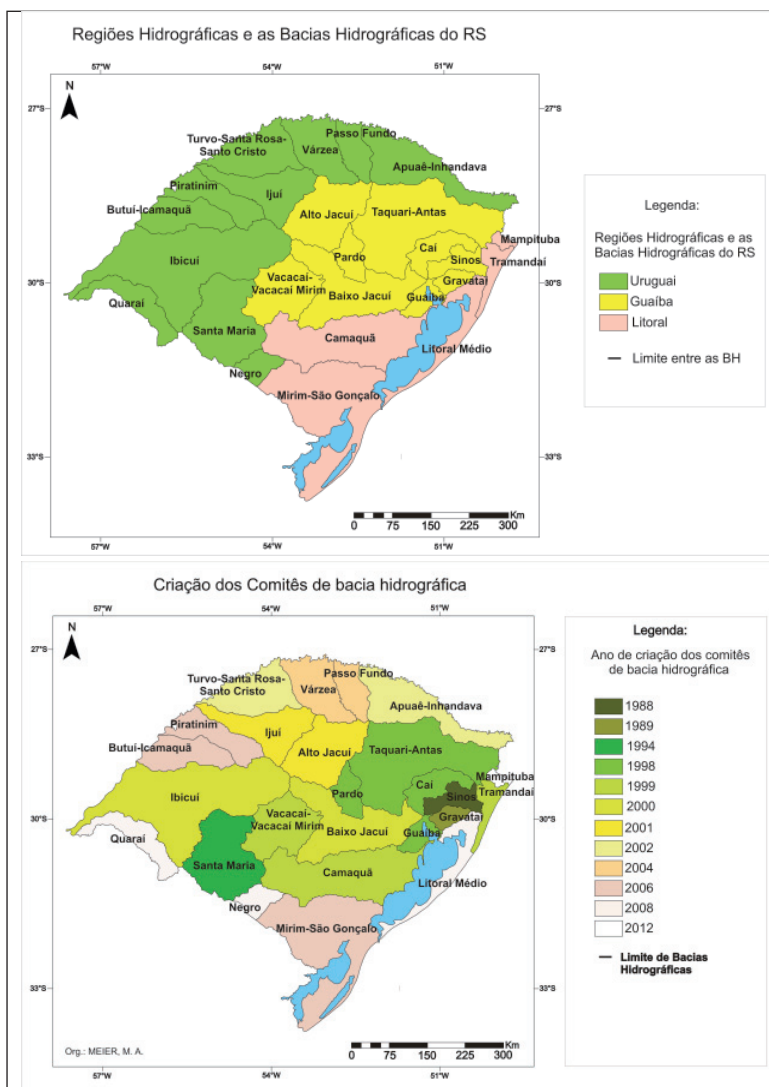 Regiões Hidrográficas e as Bacias Hidrográficas do RS
57°W
54°W
51°W
N
27°S
27°S
Turvo-Santa Rosa-
Santo Cristo
Várzea
Passo Fundo
Apuaê-Inhandava
Piratinim
Ijuí
Butuí-Icamaquã
Alto Jacuí
Taquari-Antas
Mampituba
Ibicuí
Pardo
Caí
Sinos
Tramandaí
30°S
30°S
Vacacaí-
Vacacaí Mirim
Gravataí
Quaraí
Baixo Jacuí
Guaíba
Santa Maria
Camaquã
Litoral Médio
Negro
Mirim-São Gonçalo
33°S
33°S
Km
0 75 150 225 300
57°W
54°W
51°W
Legenda:
Regiões Hidrográficas e as
Bacias Hidrográficas do RS
Uruguai
Guaíba
Litoral
Limite entre as BH
Criação dos Comitês de bacia hidrográfica
57°W
54°W
51°W
N
27°S
27°S
Turvo-Santa Rosa-
Santo Cristo
Várzea
Passo Fundo
Apuaê-Inhandava
Piratinim
Ijuí
Butuí-Icamaquã
Alto Jacuí
Taquari-Antas
Mampituba
Ibicuí
Pardo
Caí
Sinos
Tramandaí
30°S
30°S
Vacacaí-
Vacacaí Mirim
Gravataí
Quaraí
Baixo Jacuí
Guaíba
Santa Maria
Camaquã
Litoral Médio
Negro
Mirim-São Gonçalo
33°S
33°S
Org.: MEIER, M. A.
Km
0 75 150 225 300
57°W
54°W
51°W
Legenda:
Ano de criação dos comitês
de bacia hidrográfica
1988
1989
1994
1998
1999
2000
2001
2002
2004
2006
2008
2012
Limite de Bacias
Hidrográficas